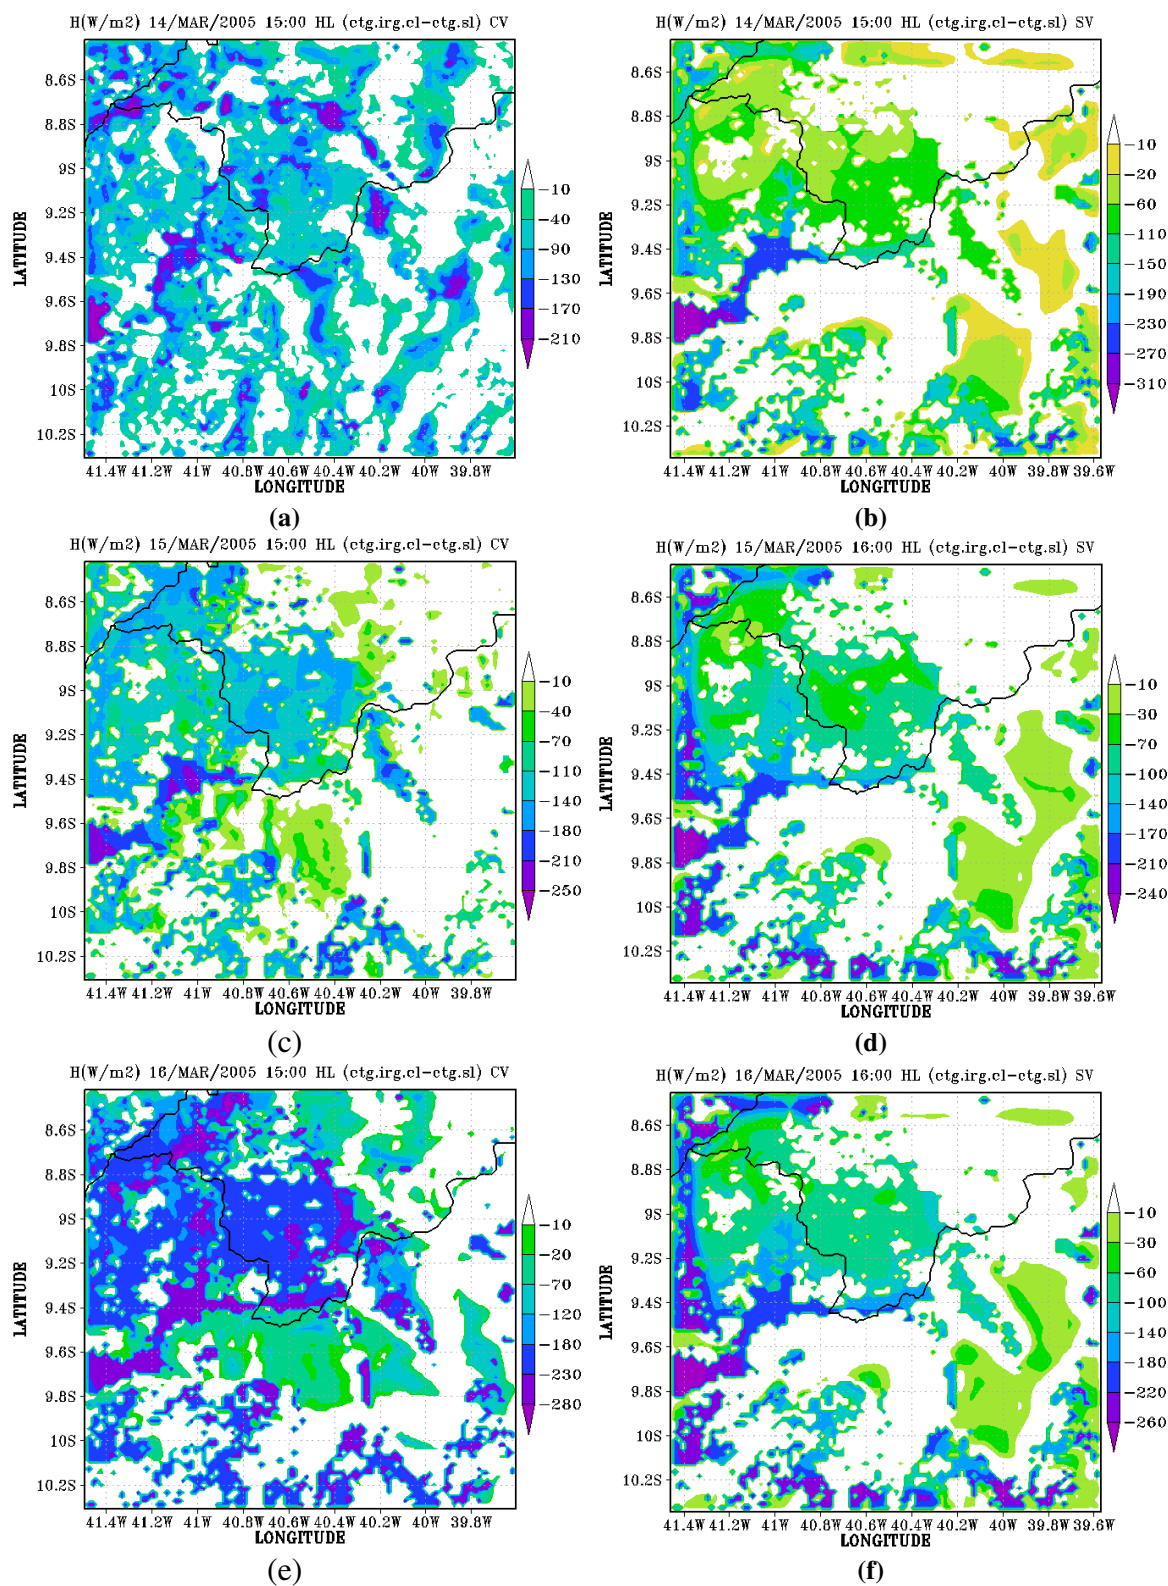 H(W/m2) 14/MAR/2005 15:00 HL (ctg.irg.cl-ctg.sl) CV
8.6S
8.8S
9S
9.2S
9.4S
9.6S
9.8S
10S
10.2S
LATITUDE
41.4W 41.2W 41W 40.8W 40.6W 40.4W 40.2W 40W 39.8W
LONGITUDE
-10
-40
-90
-130
-170
-210
(a)
H(W/m2) 14/MAR/2005 15:00 HL (ctg.irg.cl-ctg.sl) SV
8.6S
8.8S
9S
9.2S
9.4S
9.6S
9.8S
10S
10.2S
LATITUDE
41.4W 41.2W 41W 40.8W 40.6W 40.4W 40.2W 40W 39.8W 39.6W
LONGITUDE
-10
-20
-60
-110
-150
-190
-230
-270
-310
(b)
H(W/m2) 15/MAR/2005 15:00 HL (ctg.irg.cl-ctg.sl) CV
8.6S
8.8S
9S
9.2S
9.4S
9.6S
9.8S
10S
10.2S
LATITUDE
41.4W 41.2W 41W 40.8W 40.6W 40.4W 40.2W 40W 39.8W
LONGITUDE
-10
-40
-70
-110
-140
-180
-210
-250
(c)
H(W/m2) 15/MAR/2005 16:00 HL (ctg.irg.cl-ctg.sl) SV
8.6S
8.8S
9S
9.2S
9.4S
9.6S
9.8S
10S
10.2S
LATITUDE
41.4W 41.2W 41W 40.8W 40.6W 40.4W 40.2W 40W 39.8W 39.6W
LONGITUDE
-10
-30
-70
-100
-140
-170
-210
-240
(d)
H(W/m2) 16/MAR/2005 15:00 HL (ctg.irg.cl-ctg.sl) CV
8.6S
8.8S
9S
9.2S
9.4S
9.6S
9.8S
10S
10.2S
LATITUDE
41.4W 41.2W 41W 40.8W 40.6W 40.4W 40.2W 40W 39.8W
LONGITUDE
-10
-20
-70
-120
-180
-230
-280
(e)
H(W/m2) 16/MAR/2005 16:00 HL (ctg.irg.cl-ctg.sl) SV
8.6S
8.8S
9S
9.2S
9.4S
9.6S
9.8S
10S
10.2S
LATITUDE
41.4W 41.2W 41W 40.8W 40.6W 40.4W 40.2W 40W 39.8W 39.6W
LONGITUDE
-10
-30
-60
-100
-140
-180
-220
-260
(f)